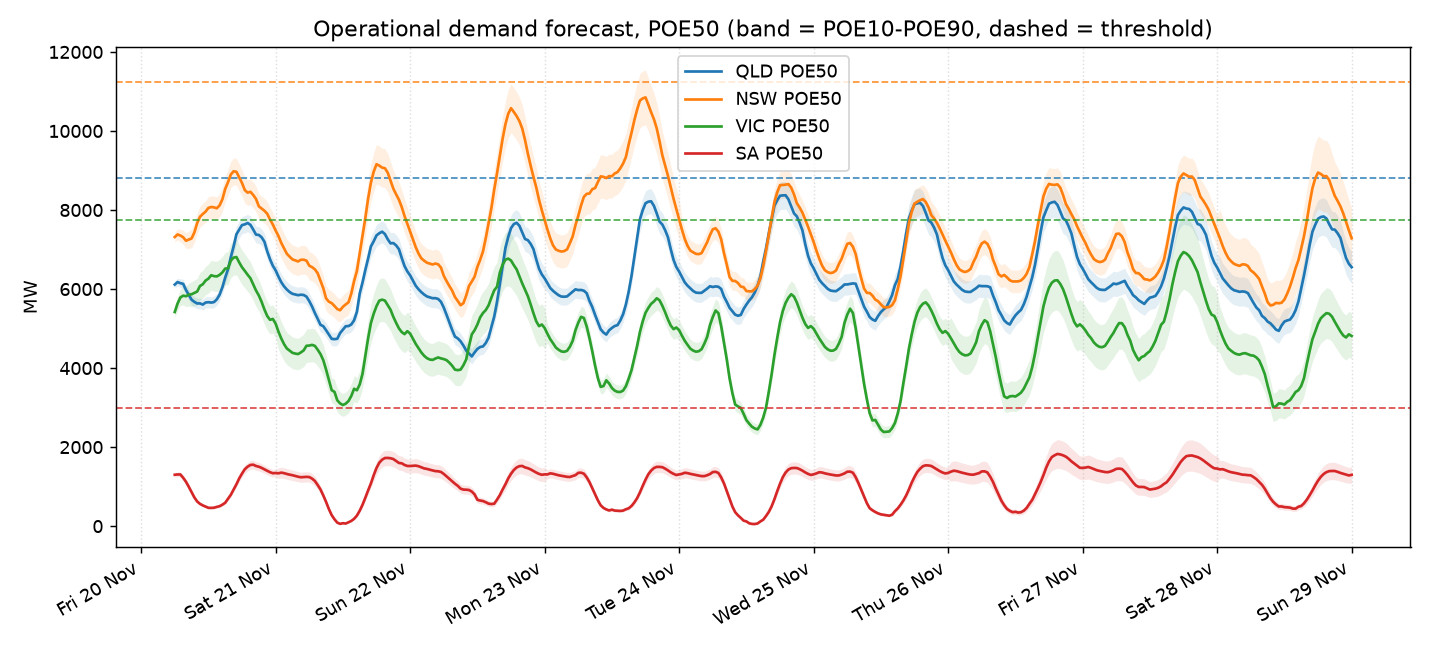 Operational demand forecast, POE50 (band = POE10-POE90, dashed = threshold)
MW
12000
10000
8000
6000
4000
2000
0
QLD POE50
NSW POE50
VIC POE50
SA POE50
Fri 20 Nov
Sat 21 Nov
Sun 22 Nov
Mon 23 Nov
Tue 24 Nov
Wed 25 Nov
Thu 26 Nov
Fri 27 Nov
Sat 28 Nov
Sun 29 Nov